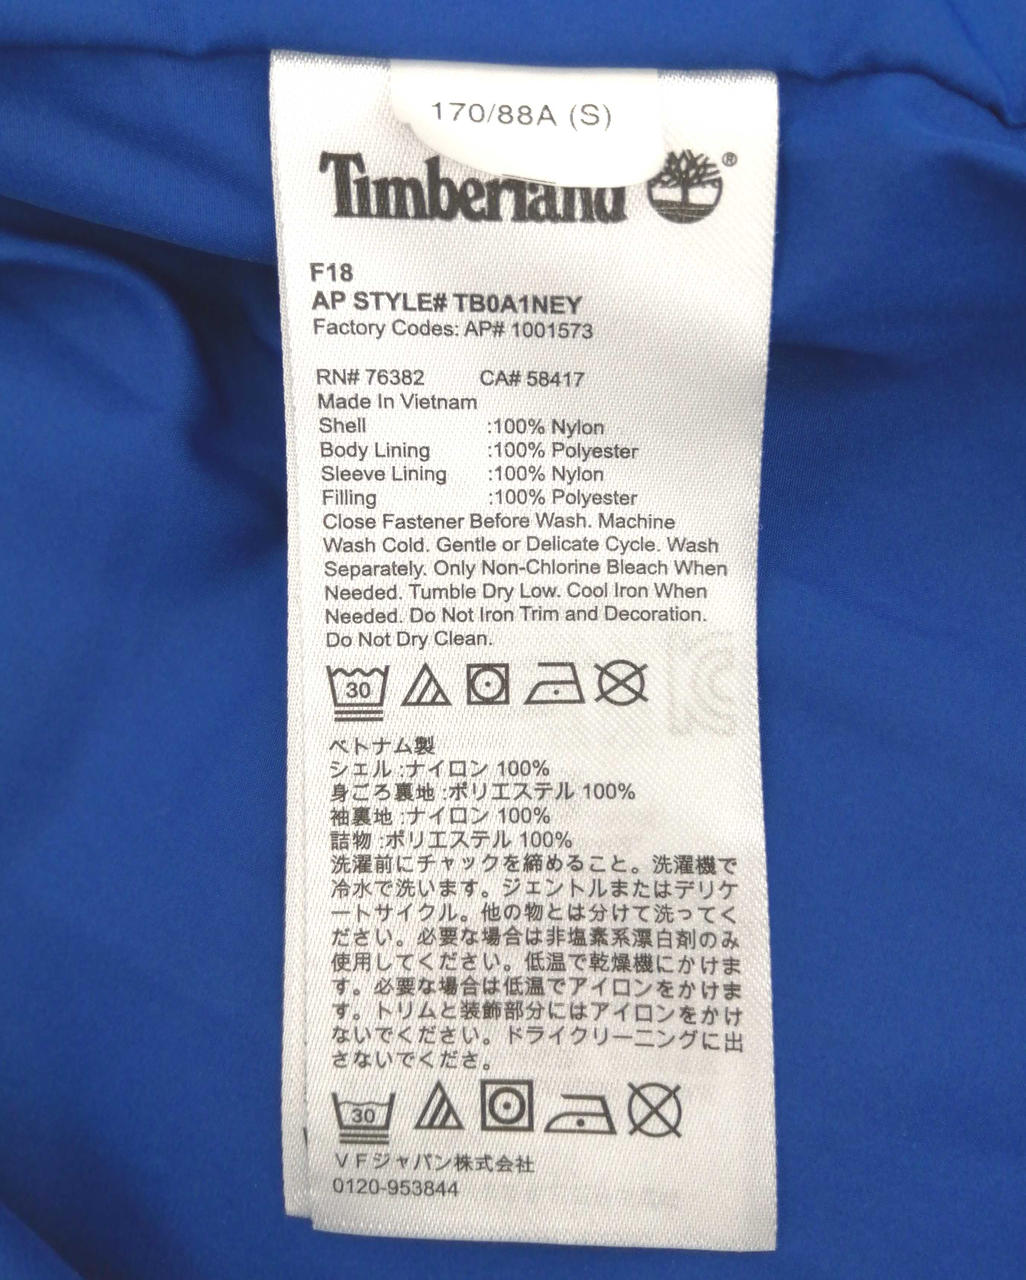 170/88A (S)
Timberland ®
F18
AP STYLE# TB0A1NEY
Factory Codes: AP# 1001573
RN# 76382 CA# 58417
Made In Vietnam
Shell :100% Nylon
Body Lining :100% Polyester
Sleeve Lining :100% Nylon
Filling :100% Polyester
Close Fastener Before Wash. Machine
Wash Cold. Gentle or Delicate Cycle. Wash
Separately. Only Non-Chlorine Bleach When
Needed. Tumble Dry Low. Cool Iron When
Needed. Do Not Iron Trim and Decoration.
Do Not Dry Clean.
30
ベトナム製
シェル :ナイロン 100%
身ごろ裏地 :ポリエステル 100%
袖裏地 :ナイロン 100%
詰物 :ポリエステル 100%
洗濯前にチャックを締めること。洗濯機で
冷水で洗います。ジェントルまたはデリケ
ートサイクル。他の物とは分けて洗ってく
ださい。必要な場合は非塩素系漂白剤のみ
使用してください。低温で乾燥機にかけま
す。必要な場合は低温でアイロンをかけま
す。トリムと装飾部分にはアイロンをかけ
ないでください。ドライクリーニングに出
さないでくださ。
30
VFジャパン株式会社
0120-953844